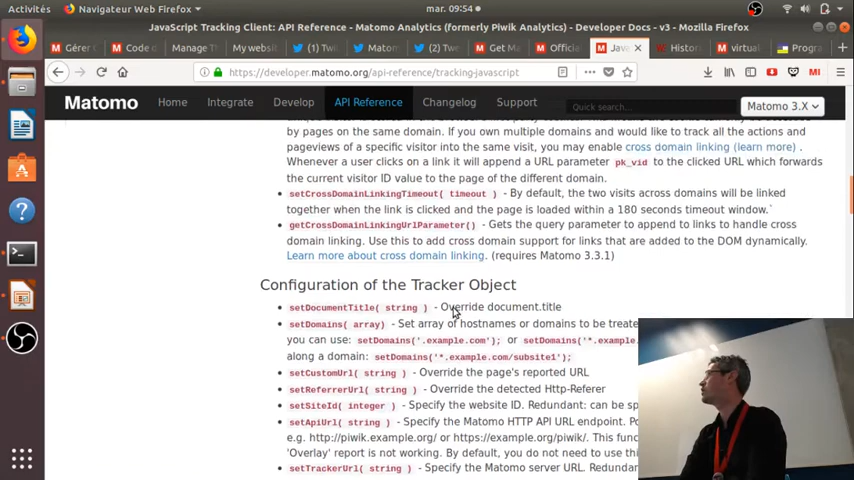 Activités
Navigateur Web Firefox
mar. 09:54
JavaScript Tracking Client: API Reference - Matomo Analytics (formerly Piwik Analytics) - Developer Docs - v3 - Mozilla Firefox
Gérer
Code d
Manage T
My websi
(1) Twi
Matom
(2) Tw
Get Ma
Officia
Jav
Histori
virtual
Progra
https://developer.matomo.org/api-reference/tracking-javascript
Matomo
Home
Integrate
Develop
API Reference
Changelog
Support
Quick search...
Matomo 3.X
by pages on the same domain. If you own multiple domains and would like to track all the actions and
pageviews of a specific visitor into the same visit, you may enable cross domain linking (learn more) .
Whenever a user clicks on a link it will append a URL parameter pk_vid to the clicked URL which forwards
the current visitor ID value to the page of the different domain.
setCrossDomainLinkingTimeout( timeout ) - By default, the two visits across domains will be linked
together when the link is clicked and the page is loaded within a 180 seconds timeout window.`
getCrossDomainLinkingUrlParameter() - Gets the query parameter to append to links to handle cross
domain linking. Use this to add cross domain support for links that are added to the DOM dynamically.
Learn more about cross domain linking. (requires Matomo 3.3.1)
Configuration of the Tracker Object
setDocumentTitle( string ) - Override document.title
setDomains( array) - Set array of hostnames or domains to be treate
you can use: setDomains('.example.com'); or setDomains('*.example.
along a domain: setDomains('*.example.com/subsite1');
setCustomUrl( string ) - Override the page's reported URL
setReferrerUrl( string ) - Override the detected Http-Referer
setSiteId( integer ) - Specify the website ID. Redundant: can be sp
setApiUrl( string ) - Specify the Matomo HTTP API URL endpoint. Po
e.g. http://piwik.example.org/ or https://example.org/piwik/. This func
'Overlay' report is not working. By default, you do not need to use thi
setTrackerUrl( string ) - Specify the Matomo server URL. Redundan